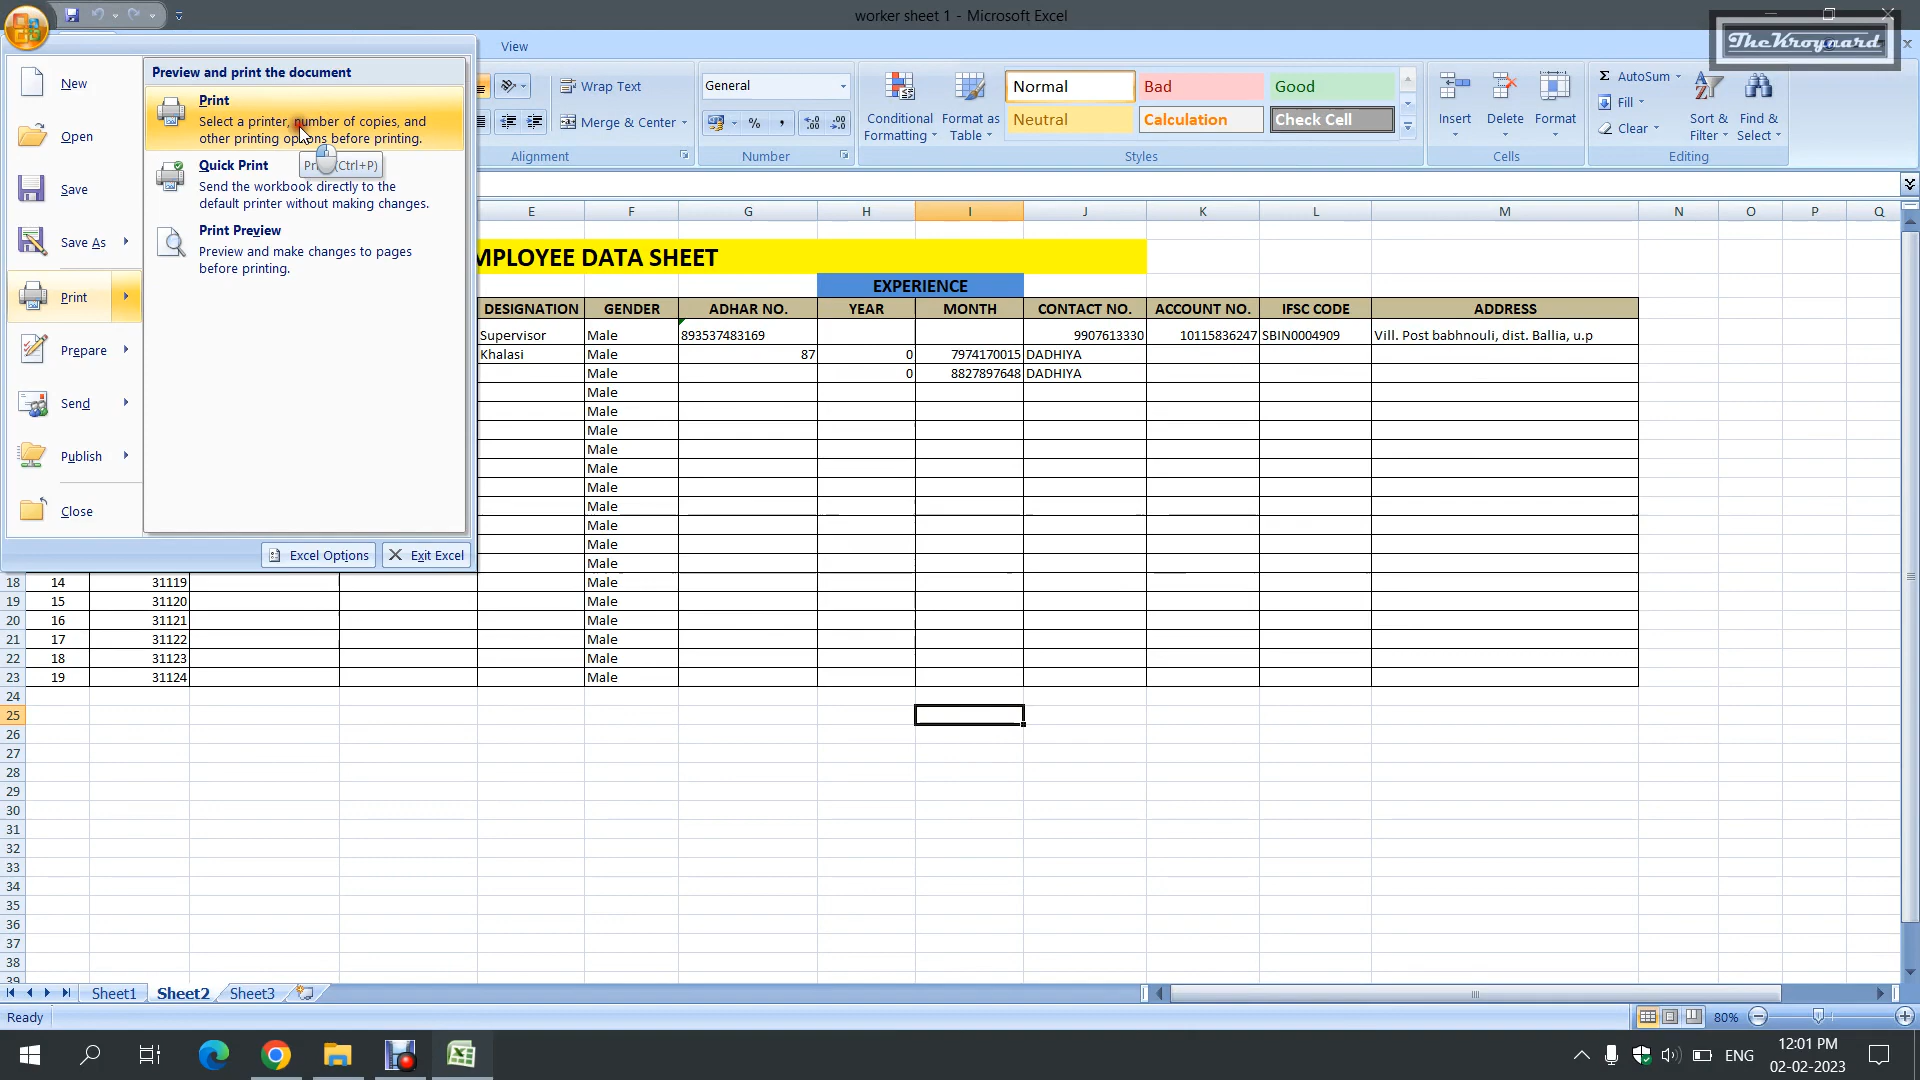 worker sheet 1 - Microsoft Excel
TheKroyaard
View
New
Open
Save
Save As
Print
Prepare
Send
Publish
Close
Preview and print the document
Print
Select a printer, number of copies, and
other printing options before printing.
Quick Print
(Ctrl+P)
Send the workbook directly to the
default printer without making changes.
Print Preview
Preview and make changes to pages
before printing.
Excel Options
Exit Excel
Wrap Text
Merge & Center
Alignment
General
%
,
Number
Conditional
Formatting
Format as
Table
Normal
Bad
Good
Neutral
Calculation
Check Cell
Styles
Insert
Delete
Format
Cells
AutoSum
Fill
Clear
Sort &
Filter
Find &
Select
Editing
E F G H I J K L M N O P Q
MPLOYEE DATA SHEET
EXPERIENCE
DESIGNATION GENDER ADHAR NO. YEAR MONTH CONTACT NO. ACCOUNT NO. IFSC CODE ADDRESS
Supervisor Male 893537483169 9907613330 10115836247 SBIN0004909 Vill. Post babhnouli, dist. Ballia, u.p
Khalasi Male 87 0 7974170015 DADHIYA
Male 0 8827897648 DADHIYA
Male
Male
Male
Male
Male
Male
Male
Male
Male
Male
18 14 31119 Male
19 15 31120 Male
20 16 31121 Male
21 17 31122 Male
22 18 31123 Male
23 19 31124 Male
24
25
26
27
28
29
30
31
32
33
34
35
36
37
38
39
Sheet1 Sheet2 Sheet3
Ready
80%
ENG
12:01 PM
02-02-2023